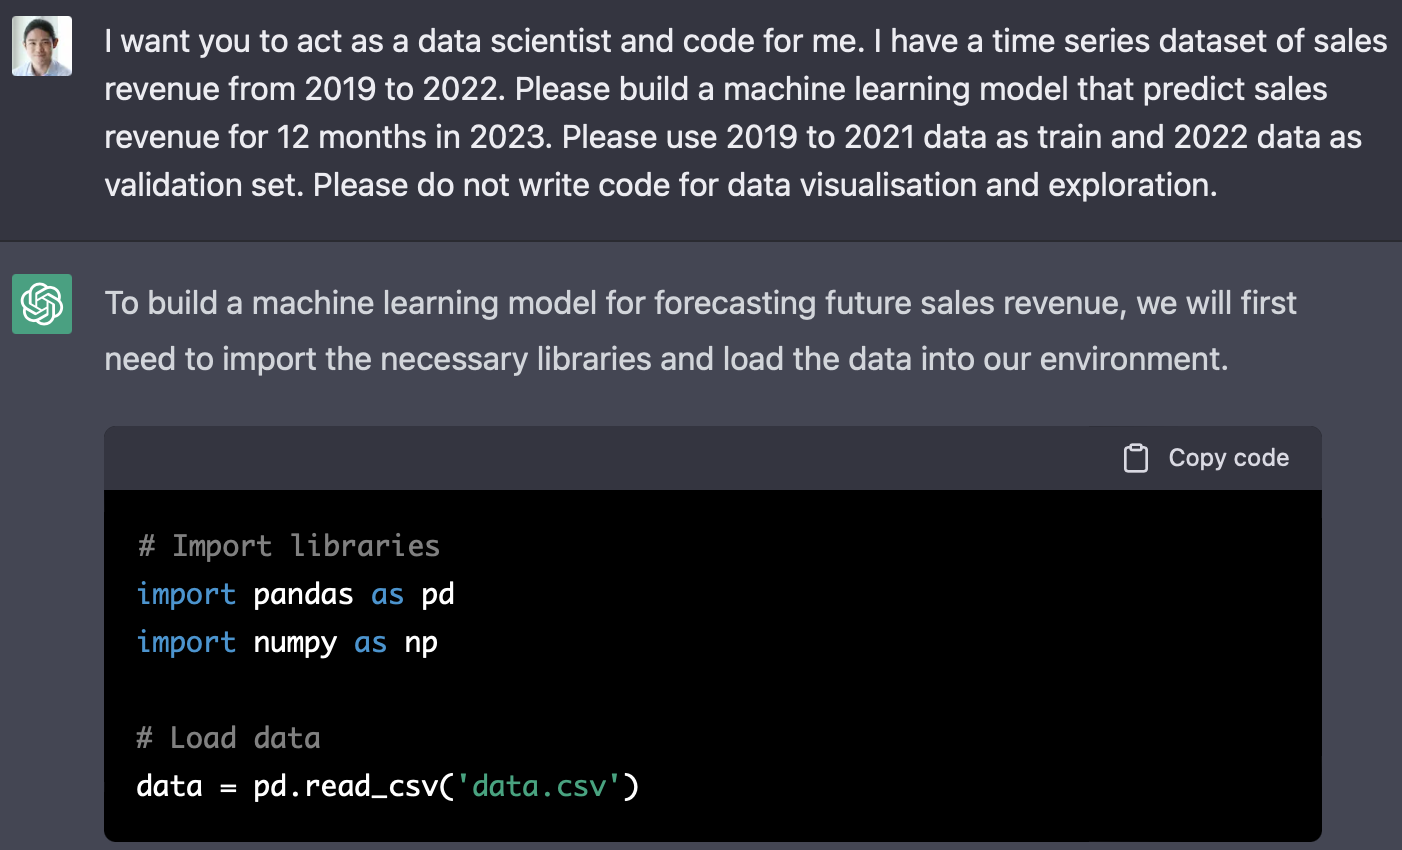 I want you to act as a data scientist and code for me. I have a time series dataset of sales
revenue from 2019 to 2022. Please build a machine learning model that predict sales
revenue for 12 months in 2023. Please use 2019 to 2021 data as train and 2022 data as
validation set. Please do not write code for data visualisation and exploration.
To build a machine learning model for forecasting future sales revenue, we will first
need to import the necessary libraries and load the data into our environment.
Copy code
# Import libraries
import pandas as pd
import numpy as np
# Load data
data = pd.read_csv('data.csv')